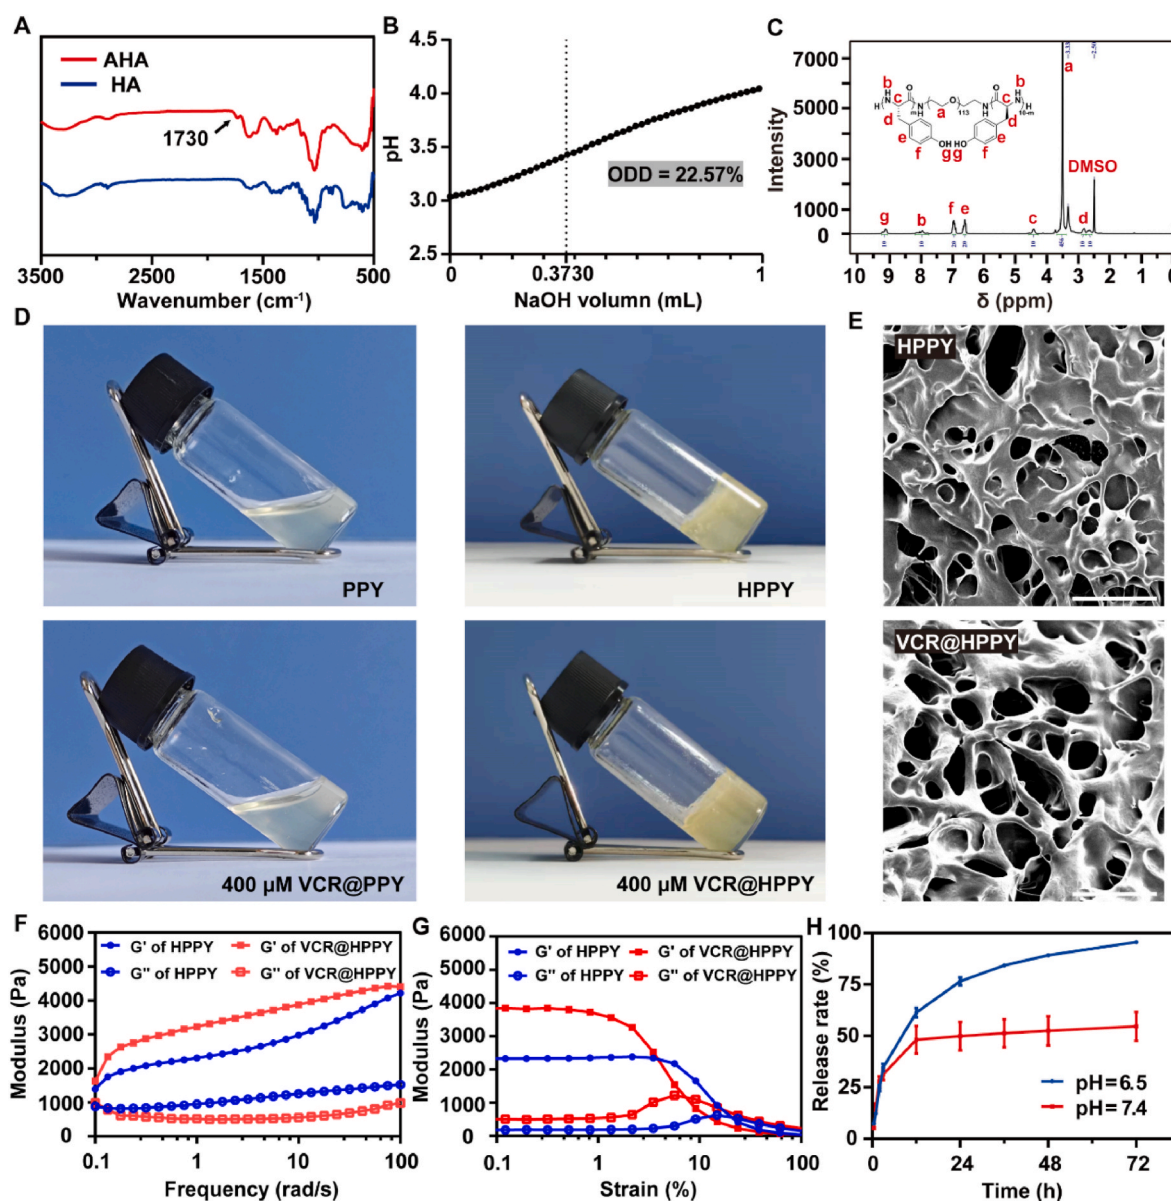 A
AHA
HA
1730
3500
2500
1500
500
Wavenumber (cm⁻¹)
B
pH
4.5
4.0
3.5
3.0
2.5
ODD = 22.57%
0
0.3730
1
NaOH volumn (mL)
C
Intensity
7000
5000
3000
1000
0
a
b
c
d
e
f
g
DMSO
10 9 8 7 6 5 4 3 2 1 0
δ (ppm)
D
PPY
HPPY
400 μM VCR@PPY
400 μM VCR@HPPY
E
HPPY
VCR@HPPY
F
G' of HPPY
G' of VCR@HPPY
G'' of HPPY
G'' of VCR@HPPY
Modulus (Pa)
6000
5000
4000
3000
2000
1000
0
0.1 1 10 100
Frequency (rad/s)
G
G' of HPPY
G' of VCR@HPPY
G'' of HPPY
G'' of VCR@HPPY
Modulus (Pa)
6000
5000
4000
3000
2000
1000
0
0.1 1 10 100
Strain (%)
H
Release rate (%)
100
75
50
25
0
pH=6.5
pH=7.4
0 24 48 72
Time (h)